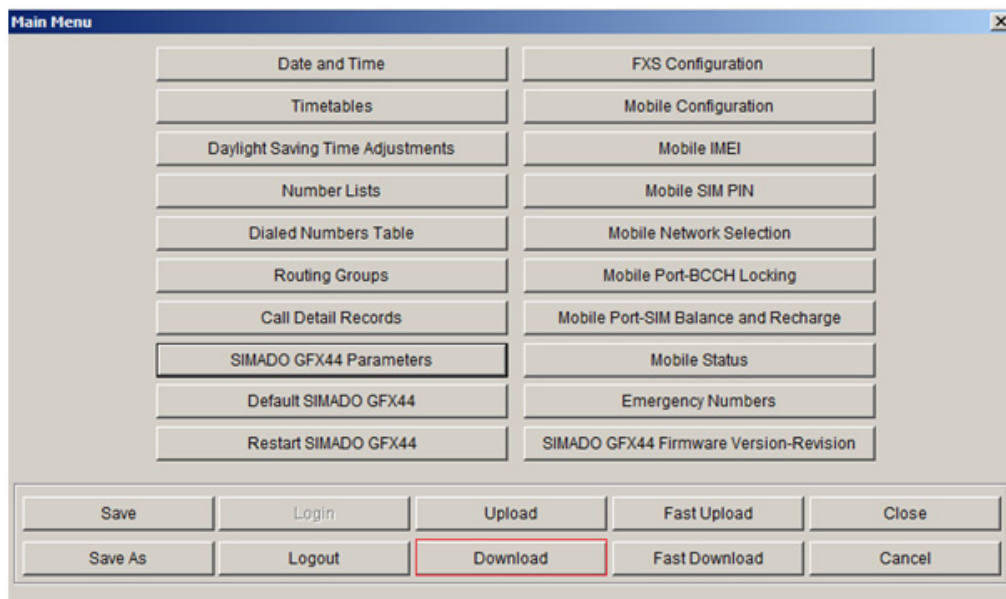 Main Menu
Date and Time
FXS Configuration
Timetables
Mobile Configuration
Daylight Saving Time Adjustments
Mobile IMEI
Number Lists
Mobile SIM PIN
Dialed Numbers Table
Mobile Network Selection
Routing Groups
Mobile Port-BCCH Locking
Call Detail Records
Mobile Port-SIM Balance and Recharge
SIMADO GFX44 Parameters
Mobile Status
Default SIMADO GFX44
Emergency Numbers
Restart SIMADO GFX44
SIMADO GFX44 Firmware Version-Revision
Save
Login
Upload
Fast Upload
Close
Save As
Logout
Download
Fast Download
Cancel